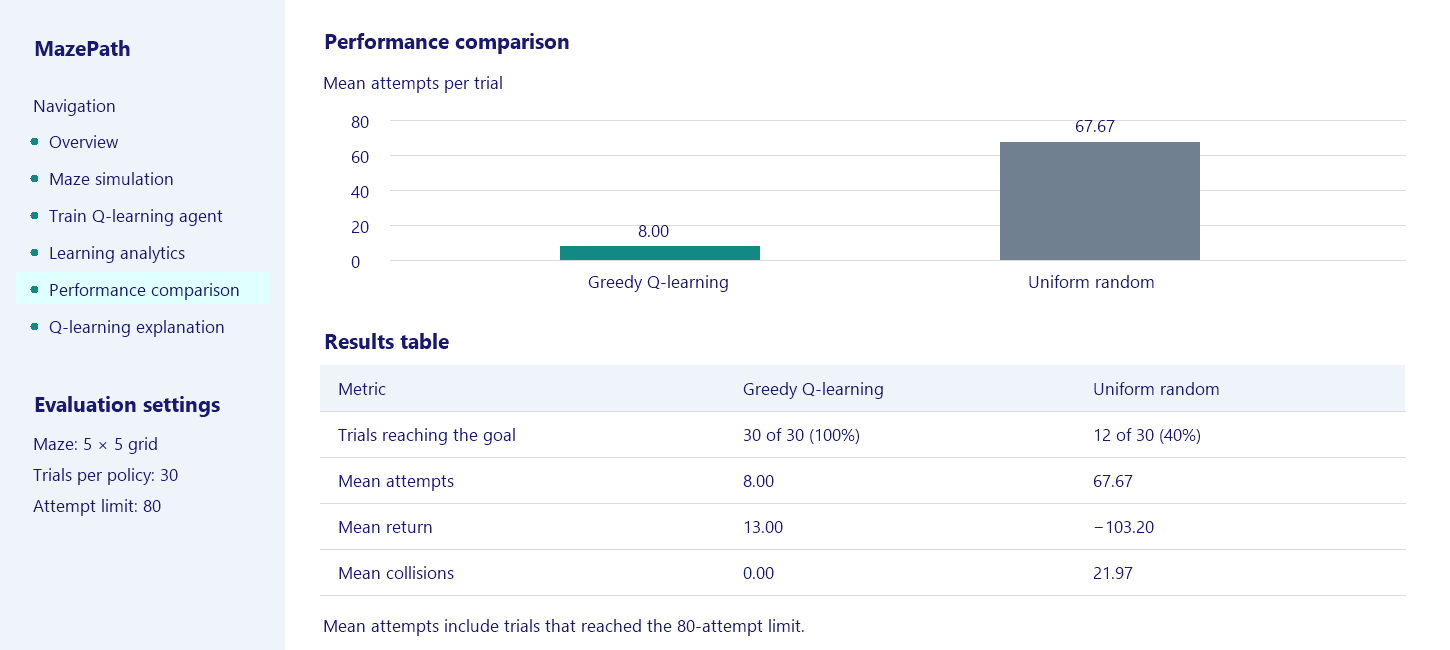 MazePath
Navigation
Overview
Maze simulation
Train Q-learning agent
Learning analytics
Performance comparison
Q-learning explanation
Evaluation settings
Maze: 5 × 5 grid
Trials per policy: 30
Attempt limit: 80
Performance comparison
Mean attempts per trial
80
60
40
20
0
8.00
67.67
Greedy Q-learning
Uniform random
Results table
Metric Greedy Q-learning Uniform random
Trials reaching the goal 30 of 30 (100%) 12 of 30 (40%)
Mean attempts 8.00 67.67
Mean return 13.00 −103.20
Mean collisions 0.00 21.97
Mean attempts include trials that reached the 80-attempt limit.